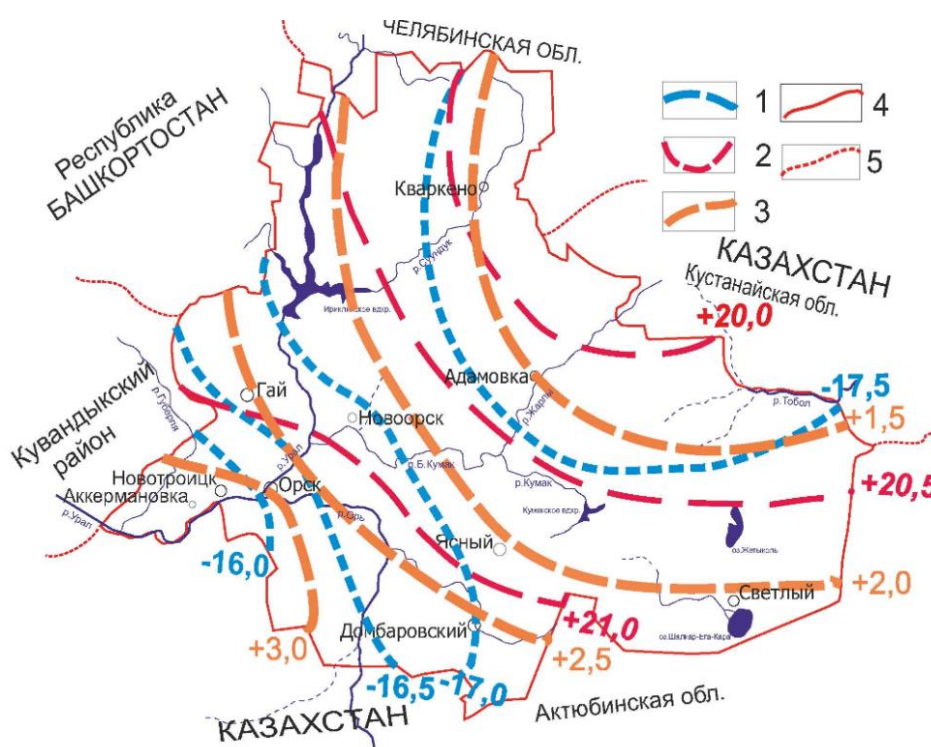 ЧЕЛЯБИНСКАЯ ОБЛ.
Республика
БАШКОРТОСТАН
1
2
3
4
5
Кваркено
р.Суундук
КАЗАХСТАН
Кустанайская обл.
+20,0
Ириклинское вдхр.
Адамовка
р.Жарлы
р.Тобол
-17,5
+1,5
Кувандыкский
район
р.Губерля
Гай
Новоорск
р.Урал
р.Б.Кумак
р.Кумак
+20,5
Новотроицк
Аккермановка
Орск
р.Урал
р.Орь
Кумакское вдхр.
оз.Жетыколь
Ясный
-16,0
+2,0
Светлый
оз.Шалкар-Ега-Кара
+21,0
Домбаровский
+3,0
+2,5
-16,5
-17,0
КАЗАХСТАН
Актюбинская обл.